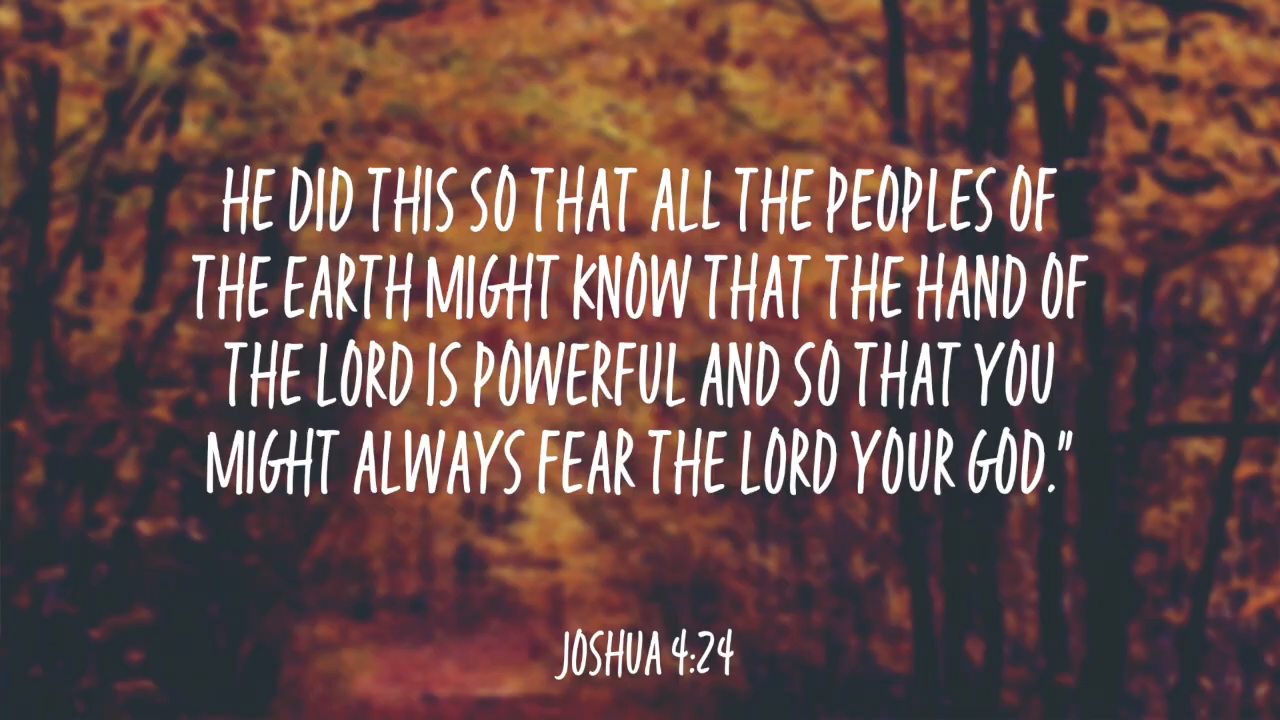 HE DID THIS SO THAT ALL THE PEOPLES OF
THE EARTH MIGHT KNOW THAT THE HAND OF
THE LORD IS POWERFUL AND SO THAT YOU
MIGHT ALWAYS FEAR THE LORD YOUR GOD.”
JOSHUA 4:24